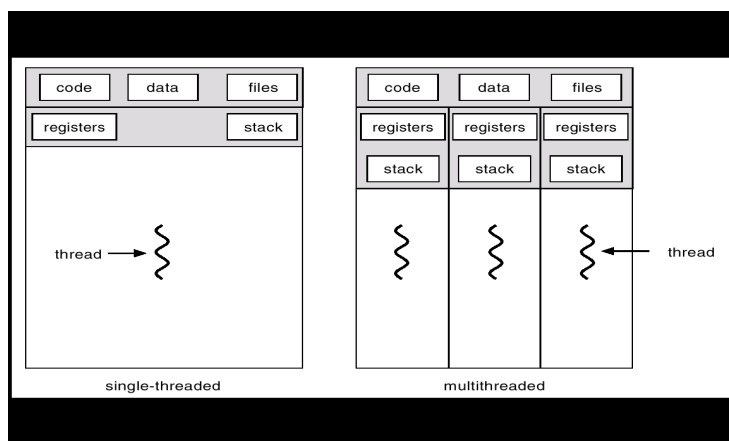 code data files
registers stack
thread
single-threaded
code data files
registers registers registers
stack stack stack
thread
multithreaded